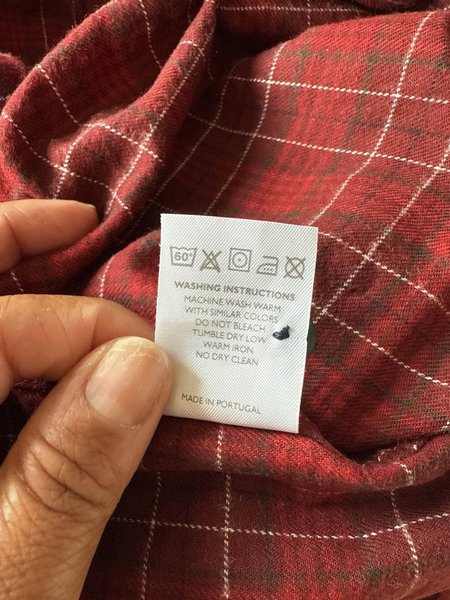 60°
WASHING INSTRUCTIONS
MACHINE WASH WARM
WITH SIMILAR COLORS
DO NOT BLEACH
TUMBLE DRY LOW
WARM IRON
NO DRY CLEAN
MADE IN PORTUGAL